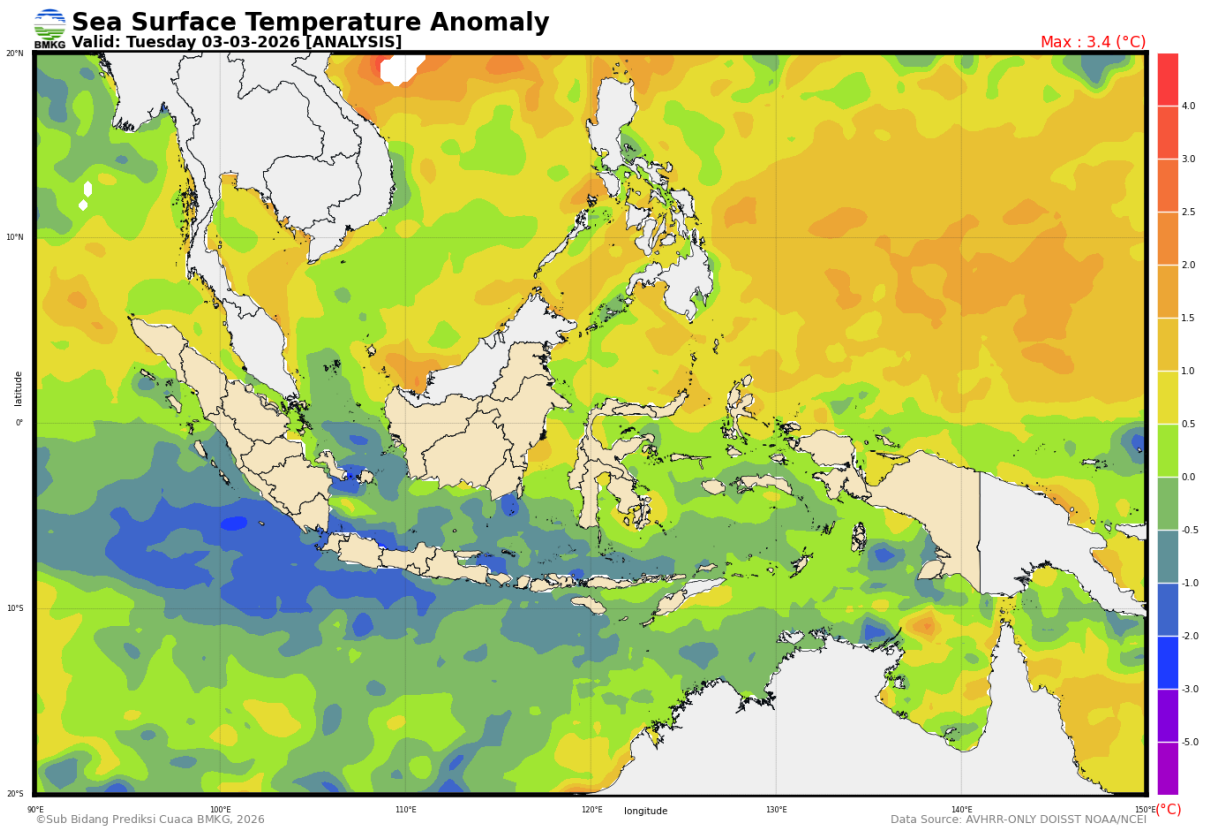 BMKG
Sea Surface Temperature Anomaly
Valid: Tuesday 03-03-2026 [ANALYSIS]
Max : 3.4 (°C)
20°N
10°N
0°
10°S
20°S
latitude
4.0
3.0
2.5
2.0
1.5
1.0
0.5
0.0
-0.5
-1.0
-2.0
-3.0
-5.0
(°C)
90°E 100°E 110°E 120°E 130°E 140°E 150°E
longitude
©Sub Bidang Prediksi Cuaca BMKG, 2026
Data Source: AVHRR-ONLY DOISST NOAA/NCEI